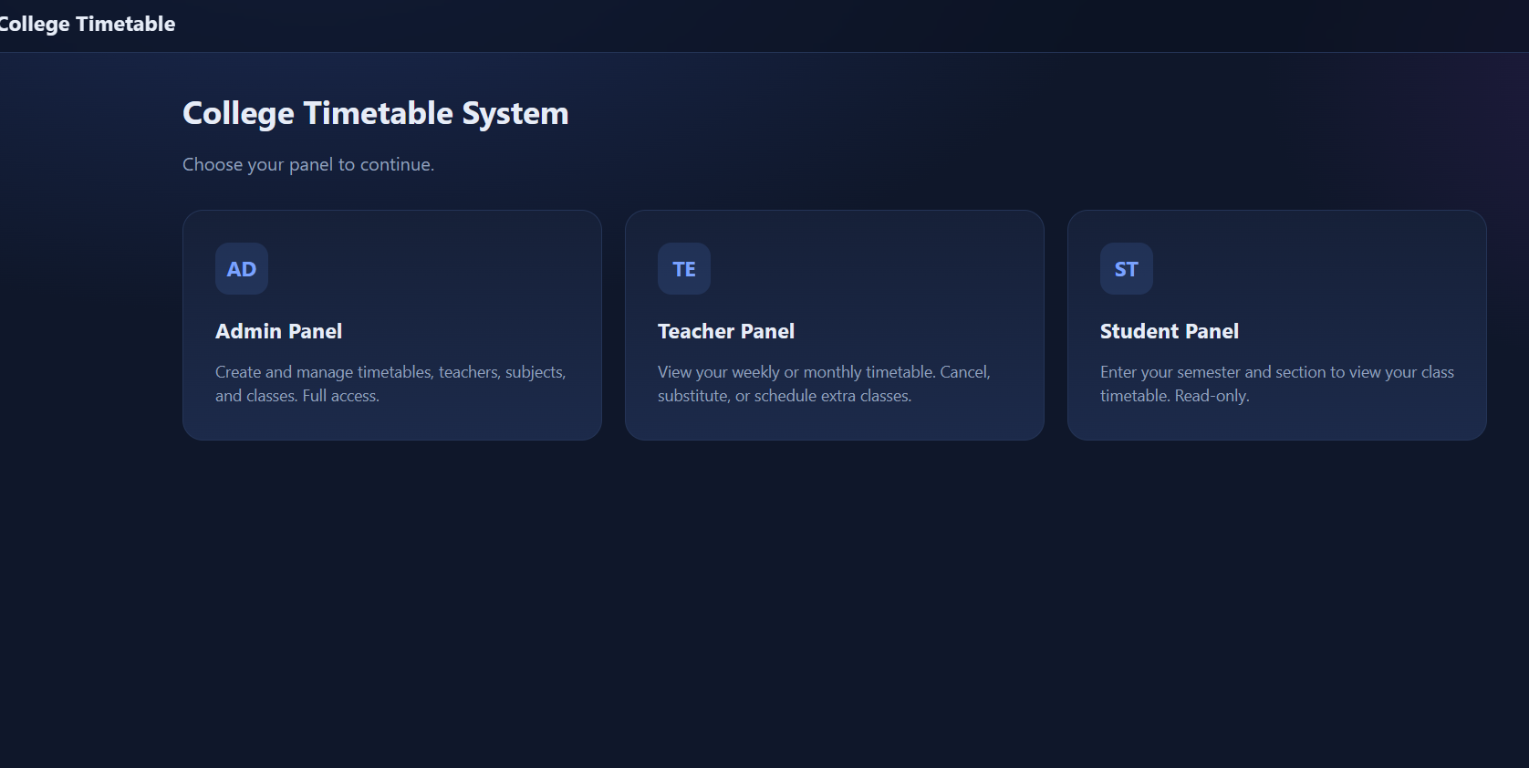 College Timetable
College Timetable System
Choose your panel to continue.
AD
Admin Panel
Create and manage timetables, teachers, subjects,
and classes. Full access.
TE
Teacher Panel
View your weekly or monthly timetable. Cancel,
substitute, or schedule extra classes.
ST
Student Panel
Enter your semester and section to view your class
timetable. Read-only.